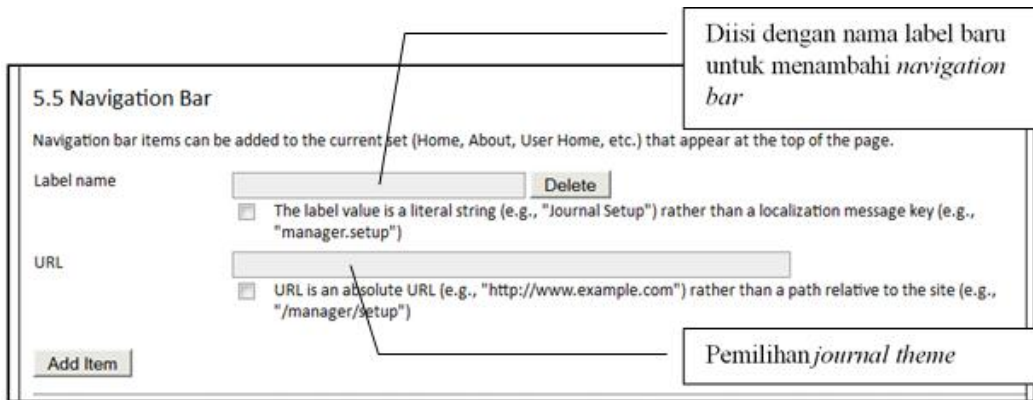 Diisi dengan nama label baru
untuk menambahi navigation
bar
5.5 Navigation Bar
Navigation bar items can be added to the current set (Home, About, User Home, etc.) that appear at the top of the page.
Label name
Delete
The label value is a literal string (e.g., "Journal Setup") rather than a localization message key (e.g.,
"manager.setup")
URL
URL is an absolute URL (e.g., "http://www.example.com") rather than a path relative to the site (e.g.,
"/manager/setup")
Pemilihan journal theme
Add Item